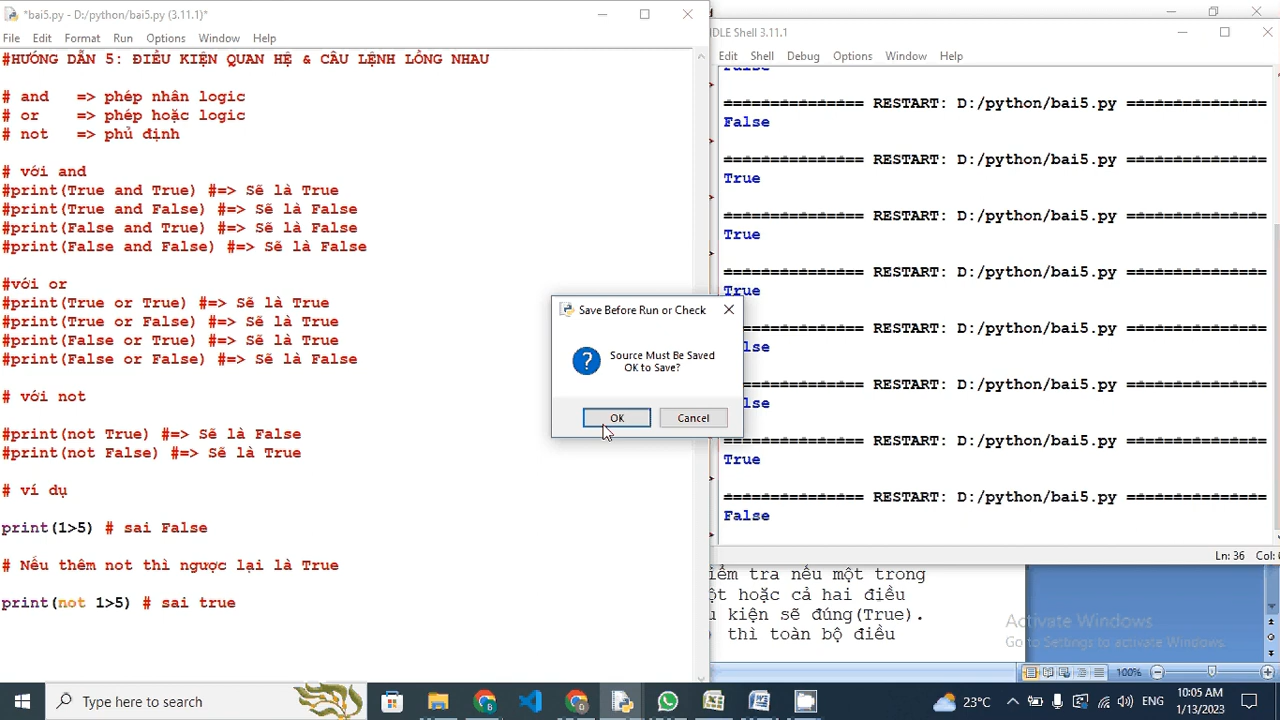 *bai5.py - D:/python/bai5.py (3.11.1)*
File Edit Format Run Options Window Help
#HƯỚNG DẪN 5: ĐIỀU KIỆN QUAN HỆ & CÂU LỆNH LỒNG NHAU
# and => phép nhân logic
# or => phép hoặc logic
# not => phủ định
# với and
#print(True and True) #=> Sẽ là True
#print(True and False) #=> Sẽ là False
#print(False and True) #=> Sẽ là False
#print(False and False) #=> Sẽ là False
#với or
#print(True or True) #=> Sẽ là True
#print(True or False) #=> Sẽ là True
#print(False or True) #=> Sẽ là True
#print(False or False) #=> Sẽ là False
# với not
#print(not True) #=> Sẽ là False
#print(not False) #=> Sẽ là True
# ví dụ
print(1>5) # sai False
# Nếu thêm not thì ngược lại là True
print(not 1>5) # sai true
Save Before Run or Check
Source Must Be Saved
OK to Save?
OK Cancel
DLE Shell 3.11.1
Edit Shell Debug Options Window Help
False
=============== RESTART: D:/python/bai5.py ===============
False
=============== RESTART: D:/python/bai5.py ===============
True
=============== RESTART: D:/python/bai5.py ===============
True
=============== RESTART: D:/python/bai5.py ===============
True
=============== RESTART: D:/python/bai5.py ===============
lse
=============== RESTART: D:/python/bai5.py ===============
lse
=============== RESTART: D:/python/bai5.py ===============
True
=============== RESTART: D:/python/bai5.py ===============
False
Ln: 36 Col:
iểm tra nếu một trong
ột hoặc cả hai điều
u kiện sẽ đúng(True).
thì toàn bộ điều
Activate Windows
Go to Settings to activate Windows.
100%
Type here to search
23°C
ENG
10:05 AM
1/13/2023